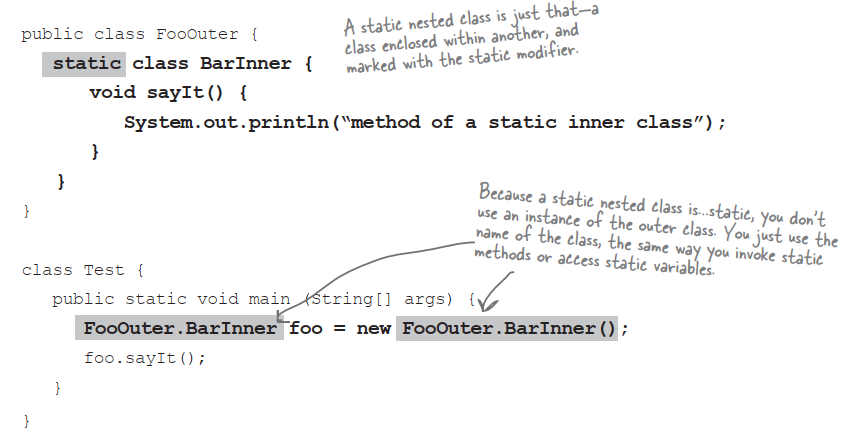 public class FooOuter {
static class BarInner {
void sayIt() {
System.out.println(“method of a static inner class”);
}
}
}
A static nested class is just that—a
class enclosed within another, and
marked with the static modifier.
Because a static nested class is...static, you don't
use an instance of the outer class. You just use the
name of the class, the same way you invoke static
methods or access static variables.
class Test {
public static void main (String[] args) {
FooOuter.BarInner foo = new FooOuter.BarInner();
foo.sayIt();
}
}